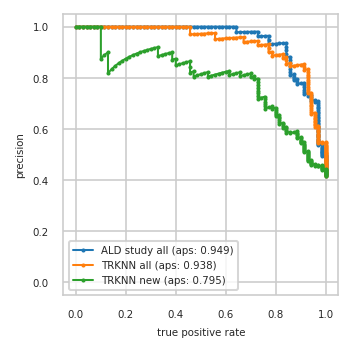 1.0
0.8
0.6
0.4
0.2
0.0
precision
ALD study all (aps: 0.949)
TRKNN all (aps: 0.938)
TRKNN new (aps: 0.795)
0.0 0.2 0.4 0.6 0.8 1.0
true positive rate